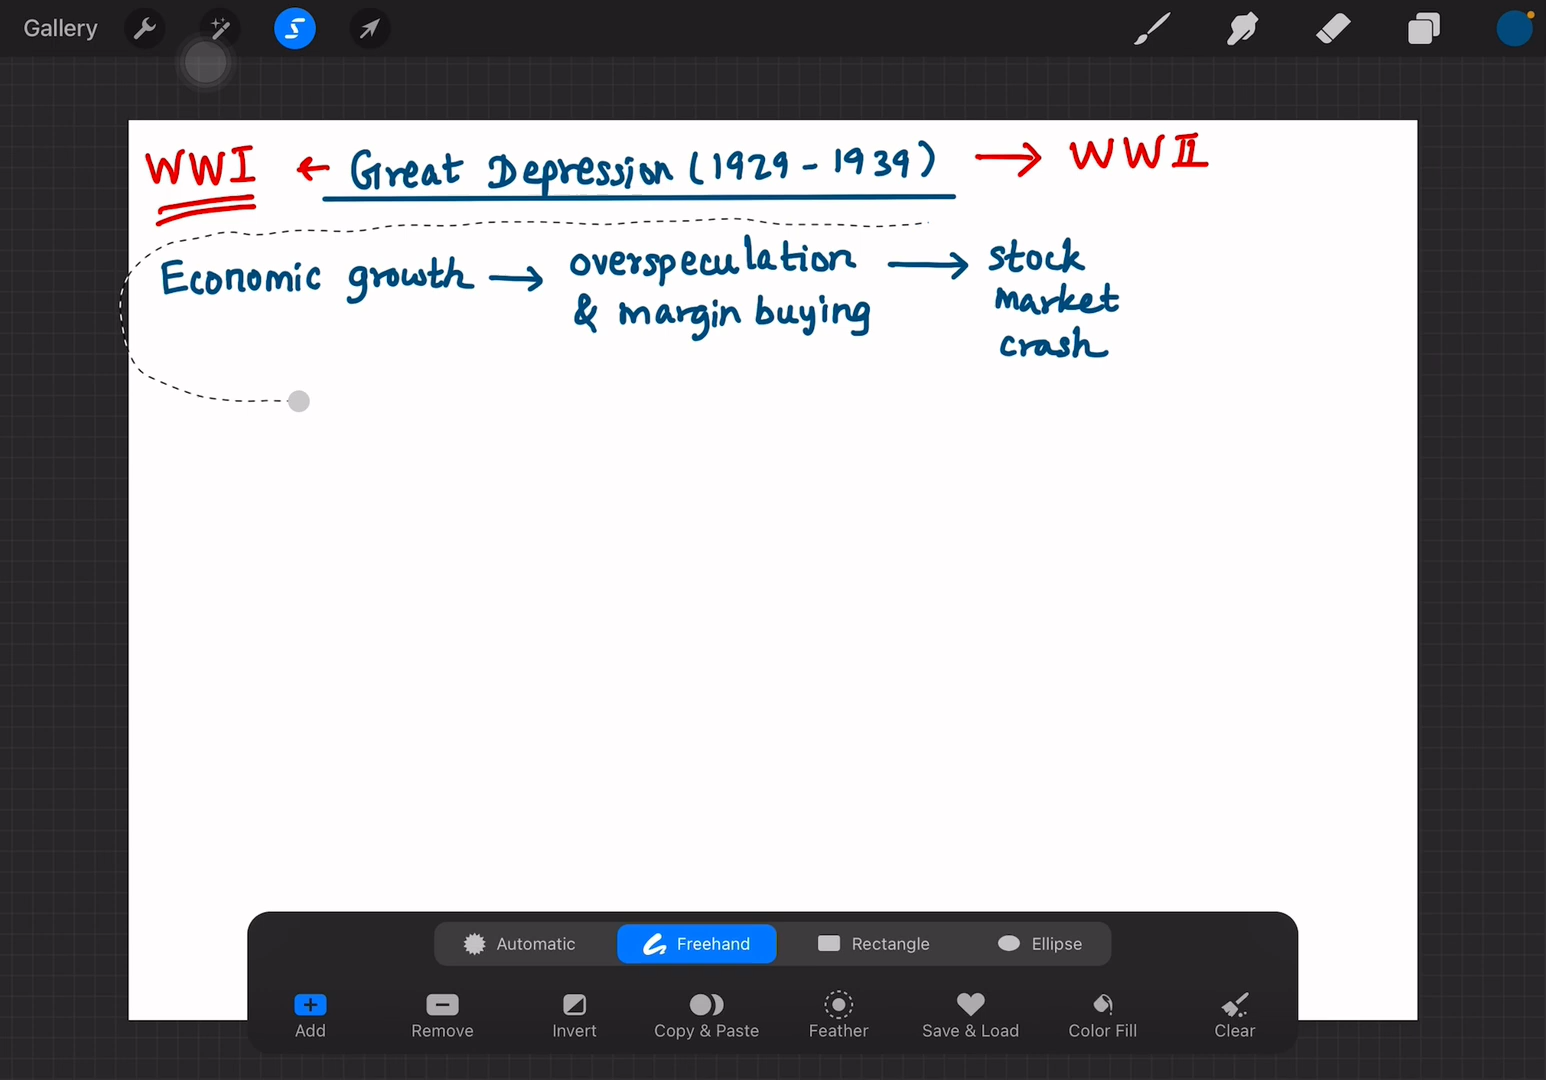 Gallery
WWI ← Great Depression (1929 - 1939) → WWII
Economic growth → overspeculation → stock
& margin buying market
crash
Automatic Freehand Rectangle Ellipse
Add Remove Invert Copy & Paste Feather Save & Load Color Fill Clear